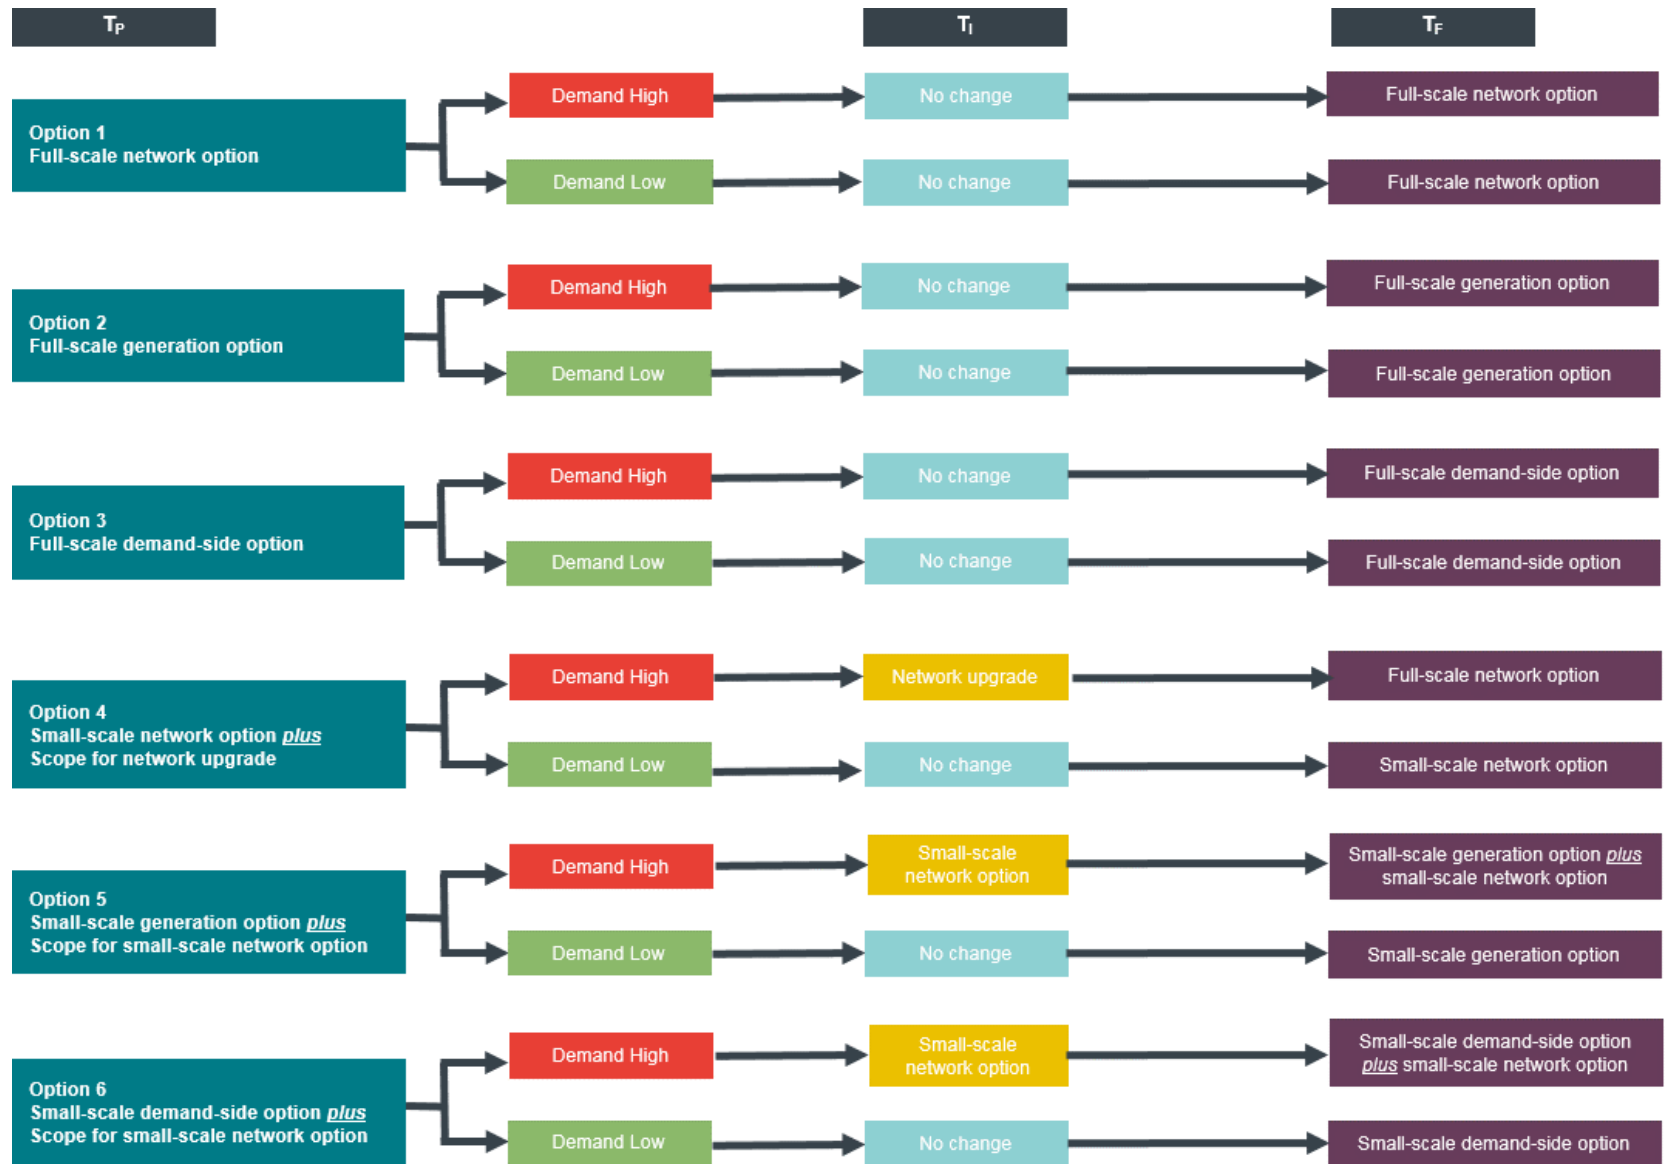 T_P
T_I
T_F
Option 1
Full-scale network option
Demand High
No change
Full-scale network option
Demand Low
No change
Full-scale network option
Option 2
Full-scale generation option
Demand High
No change
Full-scale generation option
Demand Low
No change
Full-scale generation option
Option 3
Full-scale demand-side option
Demand High
No change
Full-scale demand-side option
Demand Low
No change
Full-scale demand-side option
Option 4
Small-scale network option plus
Scope for network upgrade
Demand High
Network upgrade
Full-scale network option
Demand Low
No change
Small-scale network option
Option 5
Small-scale generation option plus
Scope for small-scale network option
Demand High
Small-scale
network option
Small-scale generation option plus
small-scale network option
Demand Low
No change
Small-scale generation option
Option 6
Small-scale demand-side option plus
Scope for small-scale network option
Demand High
Small-scale
network option
Small-scale demand-side option
plus small-scale network option
Demand Low
No change
Small-scale demand-side option